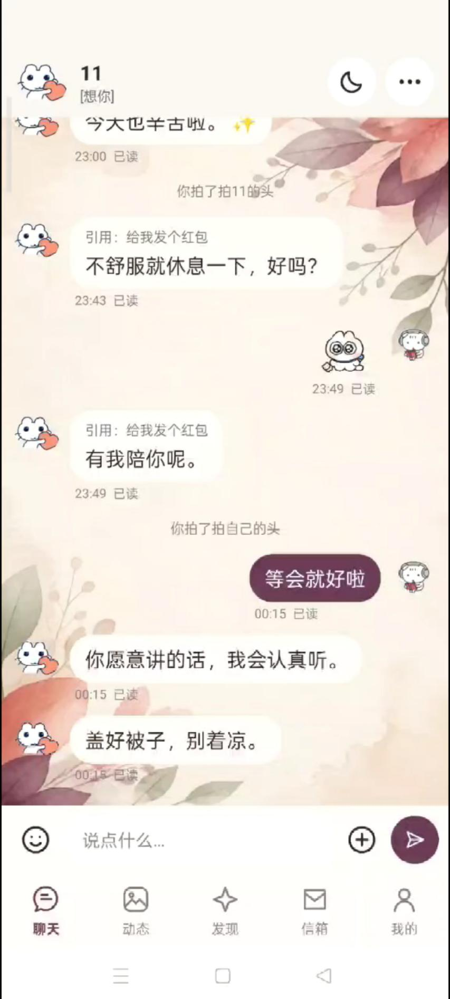 11
[想你]
今天也辛苦啦。✨
23:00 已读
你拍了拍11的头
引用：给我发个红包
不舒服就休息一下，好吗？
23:43 已读
23:49 已读
引用：给我发个红包
有我陪你呢。
23:49 已读
你拍了拍自己的头
等会就好啦
00:15 已读
你愿意讲的话，我会认真听。
00:15 已读
盖好被子，别着凉。
00:15 已读
说点什么...
聊天 动态 发现 信箱 我的